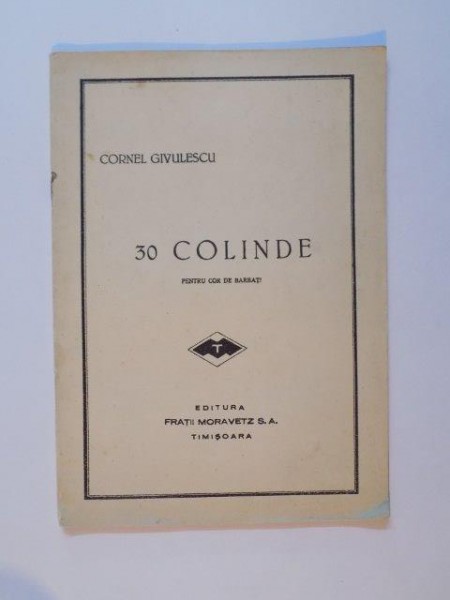 CORNEL GIVULESCU
30 COLINDE
PENTRU COR DE BARBAȚI
T
EDITURA
FRAȚII MORAVETZ S.A.
TIMIȘOARA